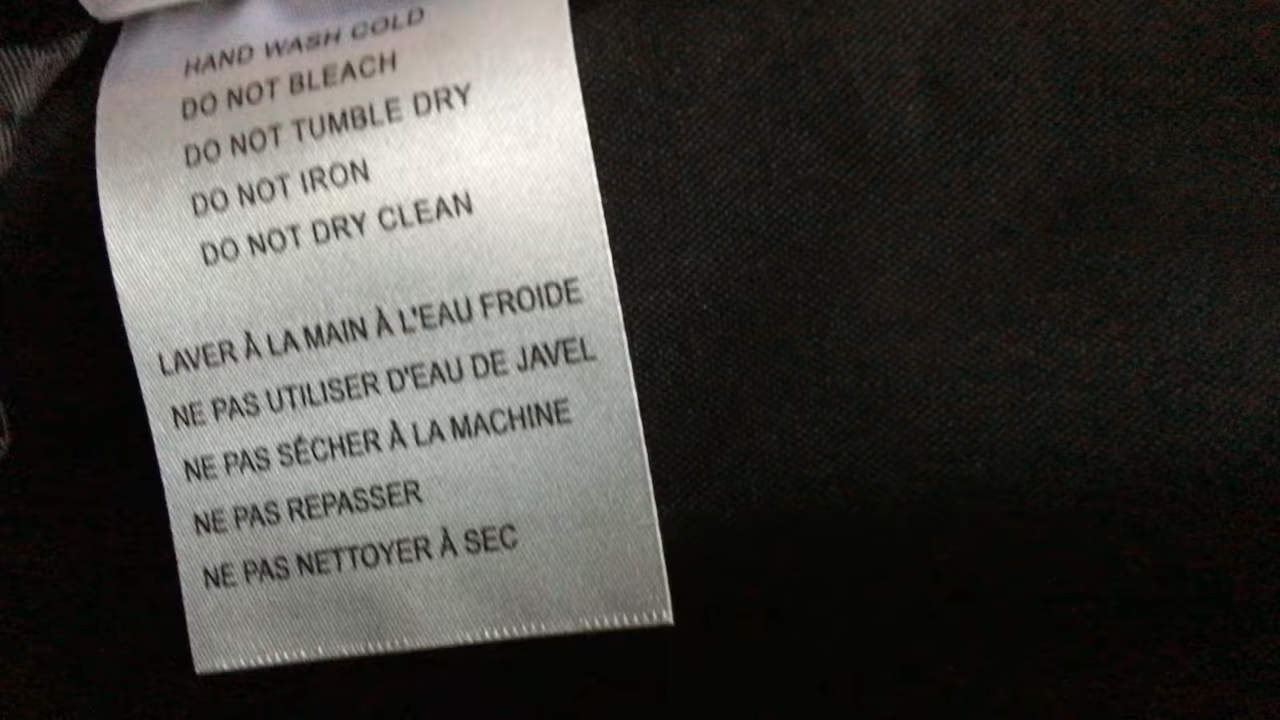 HAND WASH COLD
DO NOT BLEACH
DO NOT TUMBLE DRY
DO NOT IRON
DO NOT DRY CLEAN
LAVER À LA MAIN À L'EAU FROIDE
NE PAS UTILISER D'EAU DE JAVEL
NE PAS SÉCHER À LA MACHINE
NE PAS REPASSER
NE PAS NETTOYER À SEC